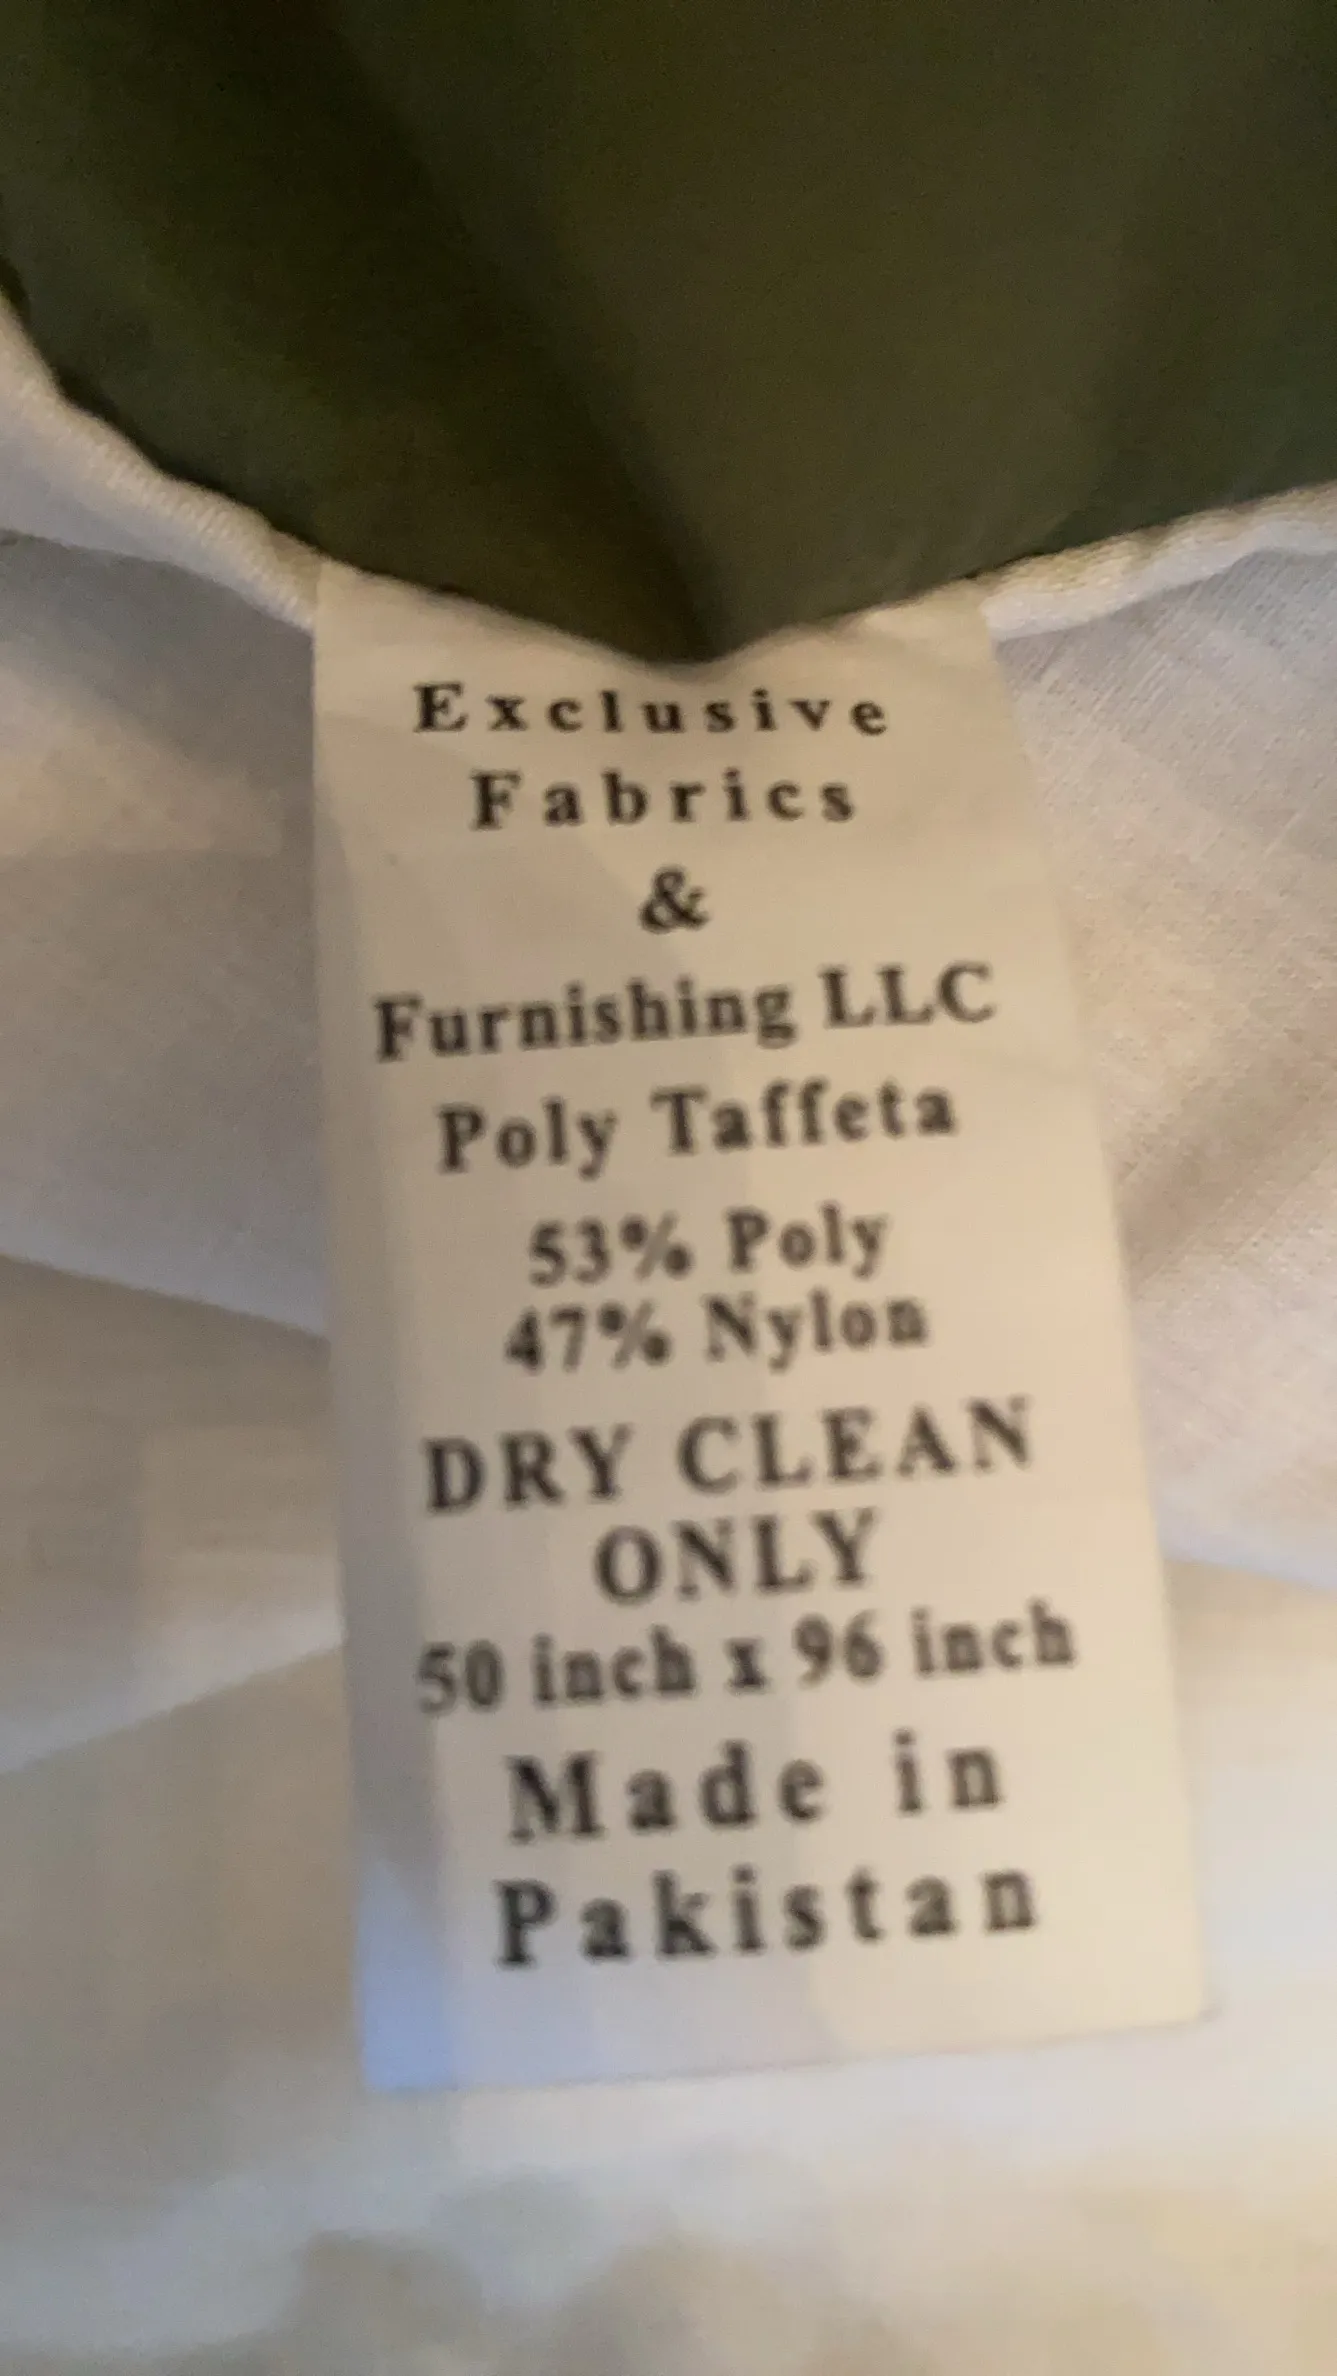 Exclusive
Fabrics
&
Furnishing LLC
Poly Taffeta
53% Poly
47% Nylon
DRY CLEAN
ONLY
50 inch x 96 inch
Made in
Pakistan